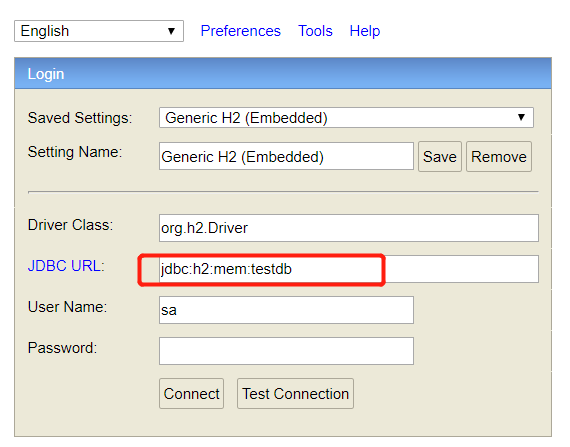 English Preferences Tools Help
Login
Saved Settings: Generic H2 (Embedded)
Setting Name: Generic H2 (Embedded) Save Remove
Driver Class: org.h2.Driver
JDBC URL: jdbc:h2:mem:testdb
User Name: sa
Password:
Connect Test Connection